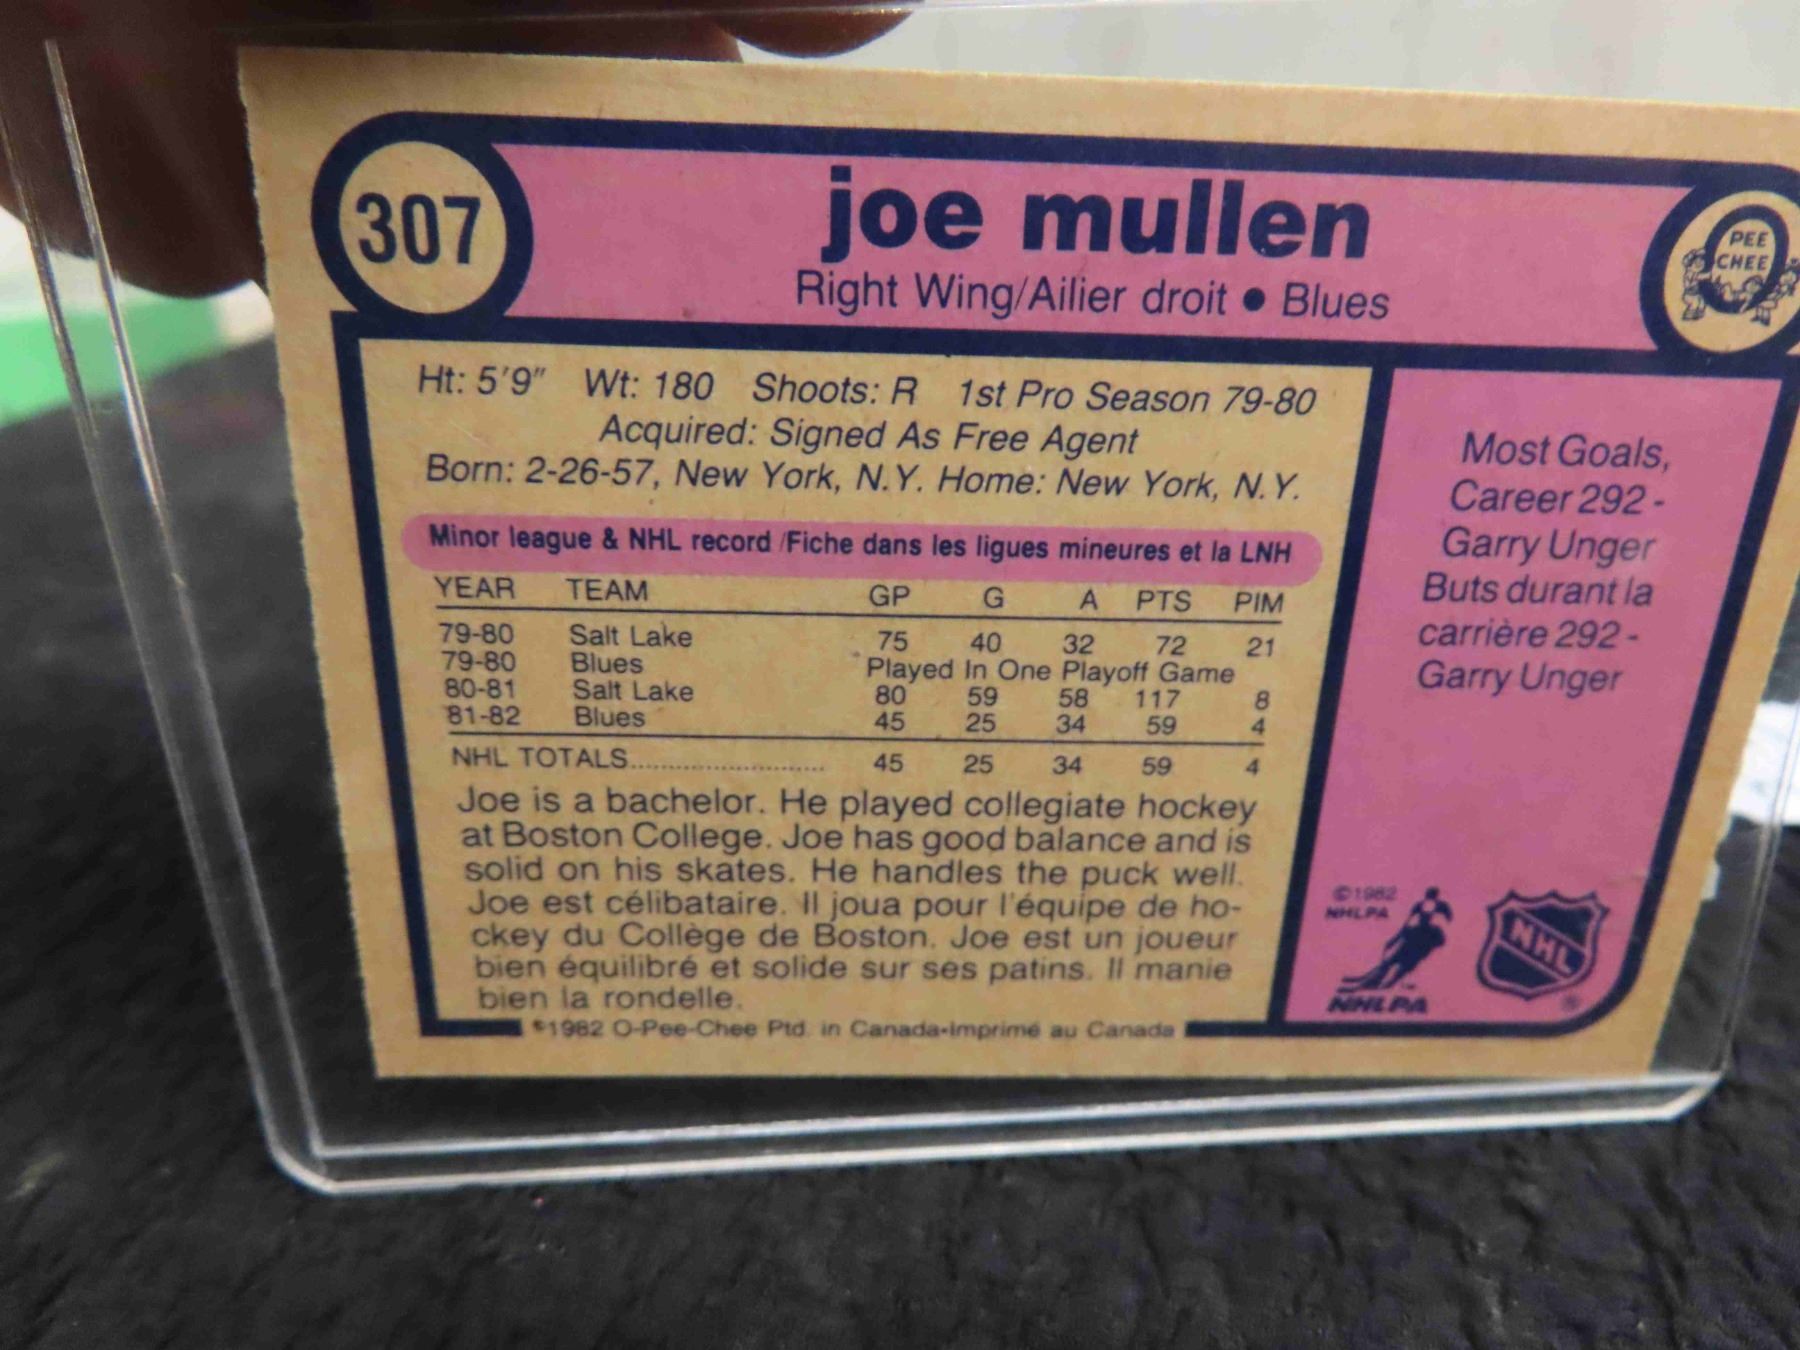 307
joe mullen
PEE
CHEE
Right Wing/Ailier droit • Blues
Ht: 5'9" Wt: 180 Shoots: R 1st Pro Season 79-80
Acquired: Signed As Free Agent
Born: 2-26-57, New York, N.Y. Home: New York, N.Y.
Minor league & NHL record /Fiche dans les ligues mineures et la LNH
YEAR TEAM GP G A PTS PIM
79-80 Salt Lake 75 40 32 72 21
79-80 Blues Played In One Playoff Game
80-81 Salt Lake 80 59 58 117 8
81-82 Blues 45 25 34 59 4
NHL TOTALS........................... 45 25 34 59 4
Joe is a bachelor. He played collegiate hockey
at Boston College. Joe has good balance and is
solid on his skates. He handles the puck well.
Joe est célibataire. Il joua pour l'équipe de ho-
ckey du Collège de Boston. Joe est un joueur
bien équilibré et solide sur ses patins. Il manie
bien la rondelle.
©1982 O-Pee-Chee Ptd. in Canada-Imprimé au Canada
Most Goals,
Career 292 -
Garry Unger
Buts durant la
carrière 292 -
Garry Unger
©1982
NHLPA
NHLPA
™
NHL
®